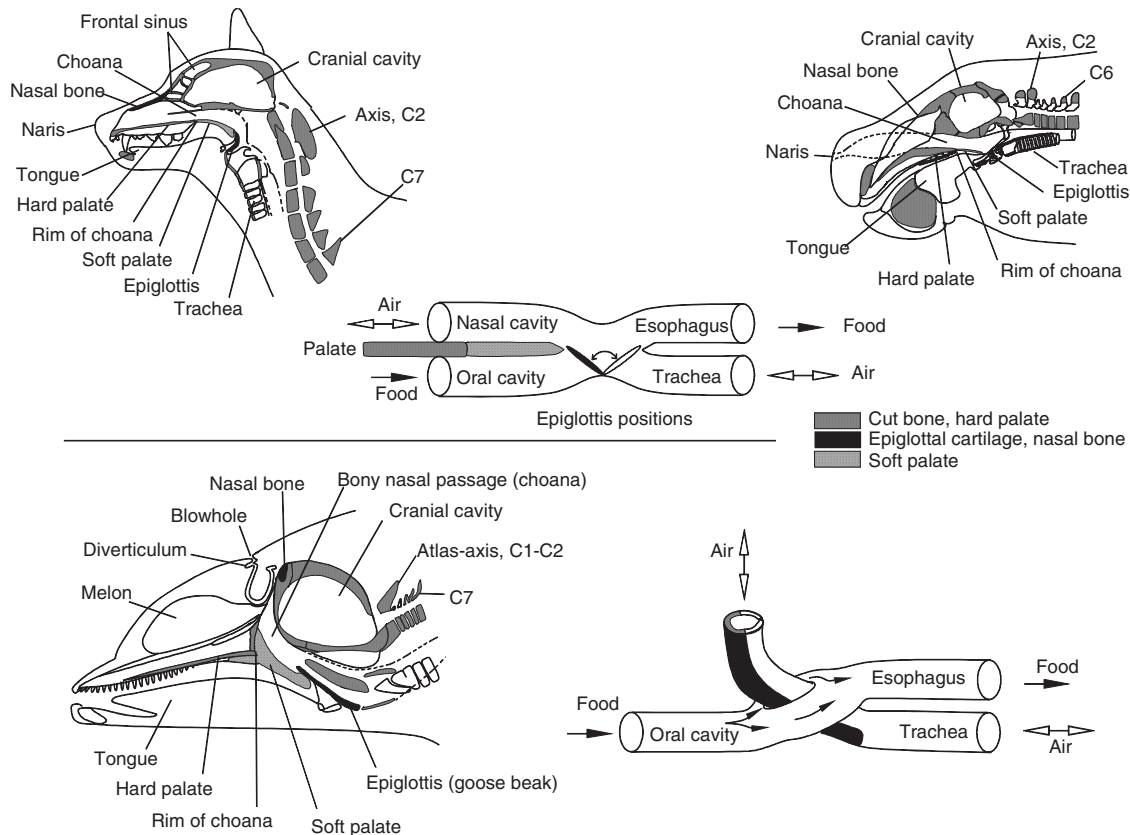 Frontal sinus
Choana
Nasal bone
Naris
Tongue
Hard palate
Rim of choana
Soft palate
Epiglottis
Trachea
Cranial cavity
Axis, C2
C7
Cranial cavity
Nasal bone
Choana
Naris
Tongue
Hard palate
Axis, C2
C6
Trachea
Epiglottis
Soft palate
Rim of choana
Air
Nasal cavity
Esophagus
Food
Palate
Food
Oral cavity
Trachea
Air
Epiglottis positions
Cut bone, hard palate
Epiglottal cartilage, nasal bone
Soft palate
Nasal bone
Blowhole
Diverticulum
Melon
Bony nasal passage (choana)
Cranial cavity
Atlas-axis, C1-C2
C7
Tongue
Hard palate
Rim of choana
Soft palate
Epiglottis (goose beak)
Air
Food
Oral cavity
Esophagus
Food
Trachea
Air